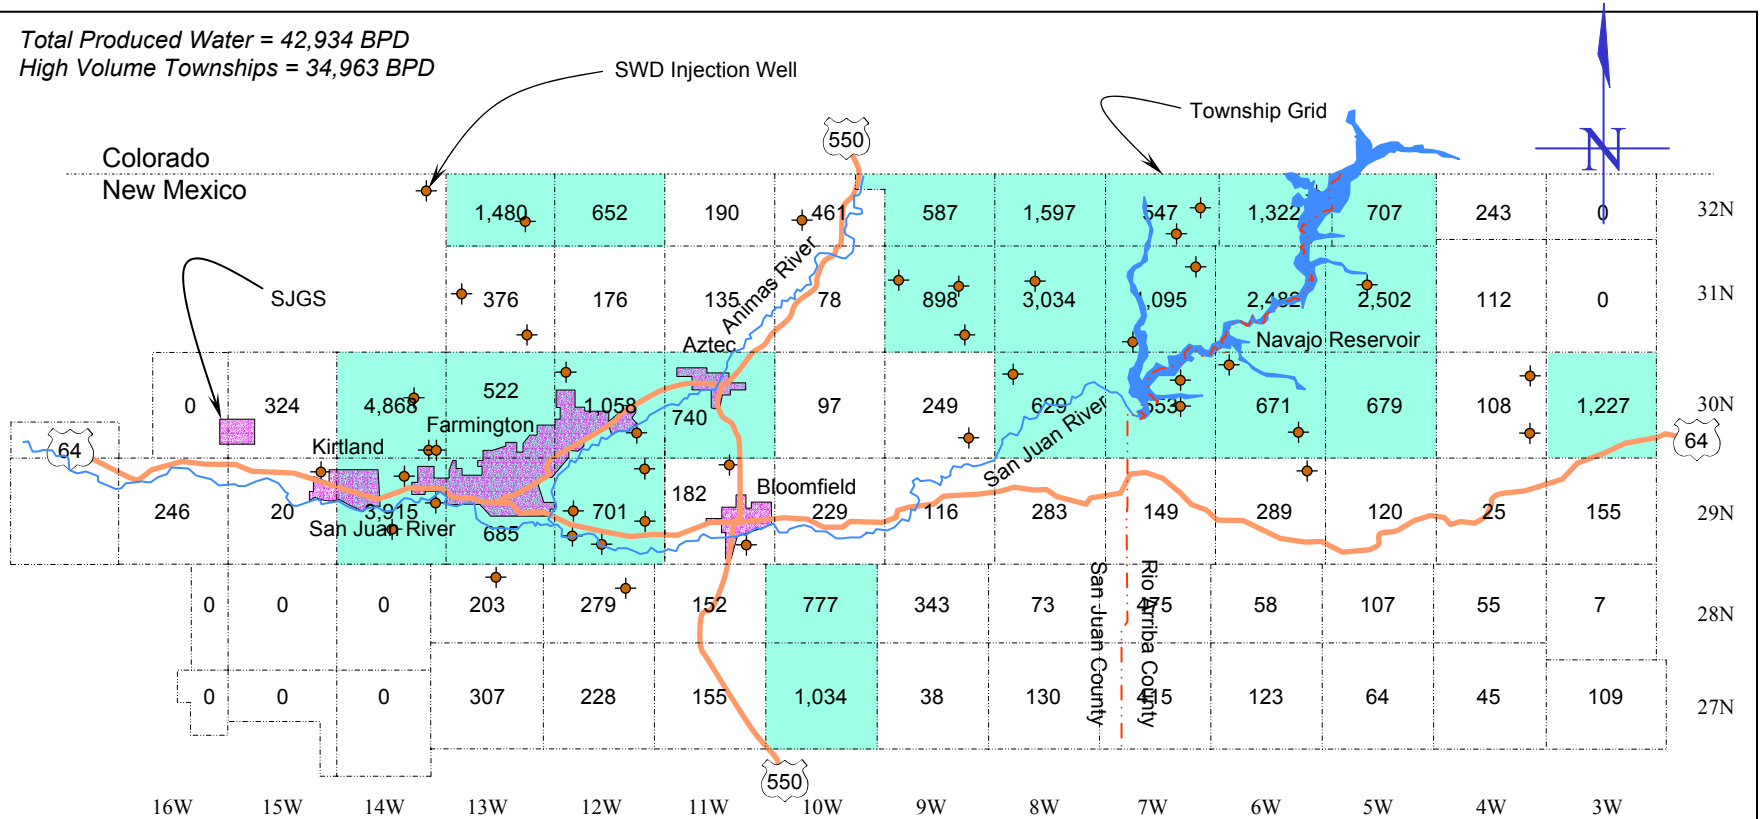 Total Produced Water = 42,934 BPD
High Volume Townships = 34,963 BPD
SWD Injection Well
Township Grid
550
Colorado
New Mexico
N
1,480 652 190 461 587 1,597 547 1,322 707 243 0 32N
SJGS
376 176 135 78 898 3,034 ,095 2,482 2,502 112 0 31N
Animas River
Aztec
Navajo Reservoir
0 324 4,868 522 1,058 740 97 249 629 553 671 679 108 1,227 30N
Farmington
Kirtland
64
64
San Juan River
Bloomfield
246 20 3,915 685 701 182 229 116 283 149 289 120 25 155 29N
San Juan River
San Juan County
Rio Arriba County
0 0 0 203 279 152 777 343 73 475 58 107 55 7 28N
0 0 0 307 228 155 1,034 38 130 415 123 64 45 109 27N
550
16W 15W 14W 13W 12W 11W 10W 9W 8W 7W 6W 5W 4W 3W